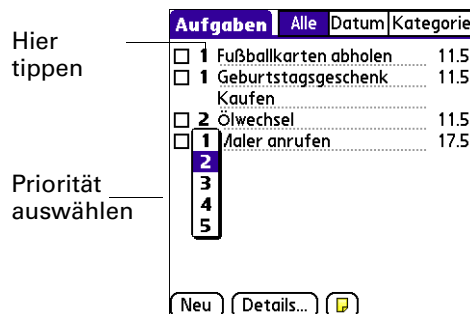 Hier
tippen
Priorität
auswählen
Aufgaben Alle Datum Kategorie
1 Fußballkarten abholen 11.5
1 Geburtstagsgeschenk 11.5
Kaufen
2 Ölwechsel 11.5
Maler anrufen 17.5
1
2
3
4
5
Neu Details...